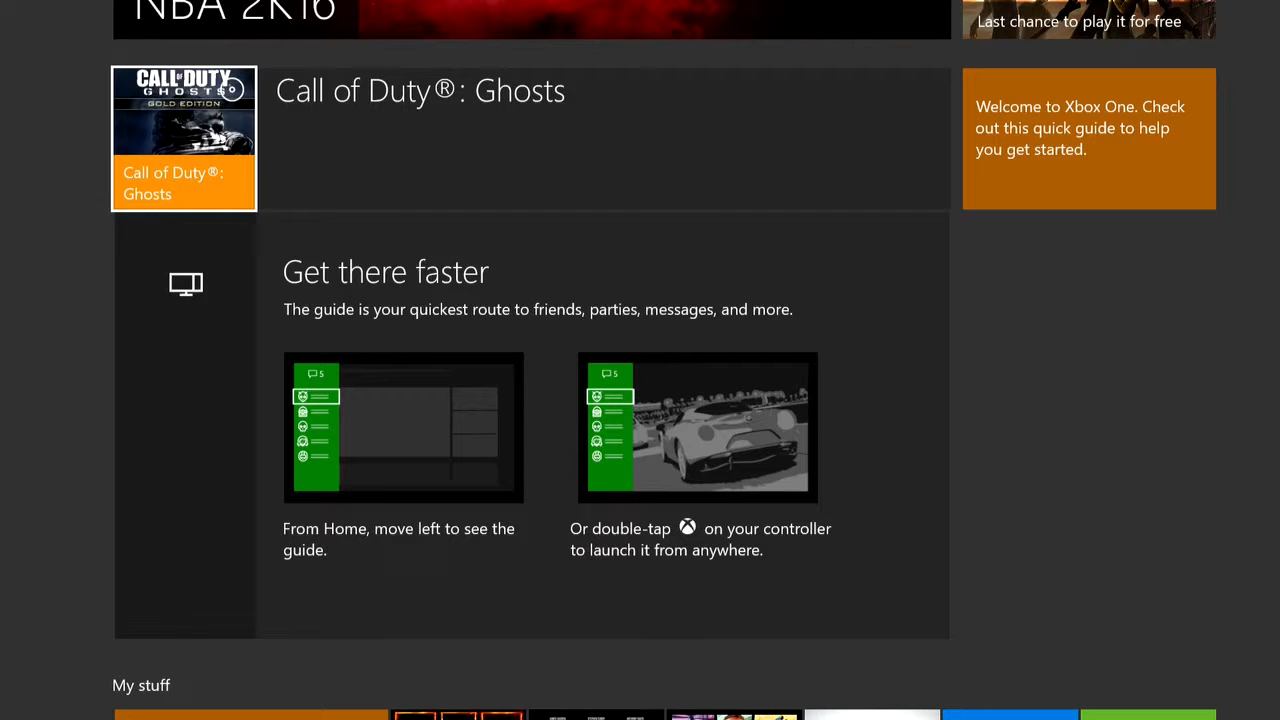 NBA 2K16
Last chance to play it for free
CALL OF DUTY
GHOSTS
GOLD EDITION
Call of Duty®:
Ghosts
Call of Duty®: Ghosts
Welcome to Xbox One. Check
out this quick guide to help
you get started.
Get there faster
The guide is your quickest route to friends, parties, messages, and more.
5
5
From Home, move left to see the
guide.
Or double-tap on your controller
to launch it from anywhere.
My stuff